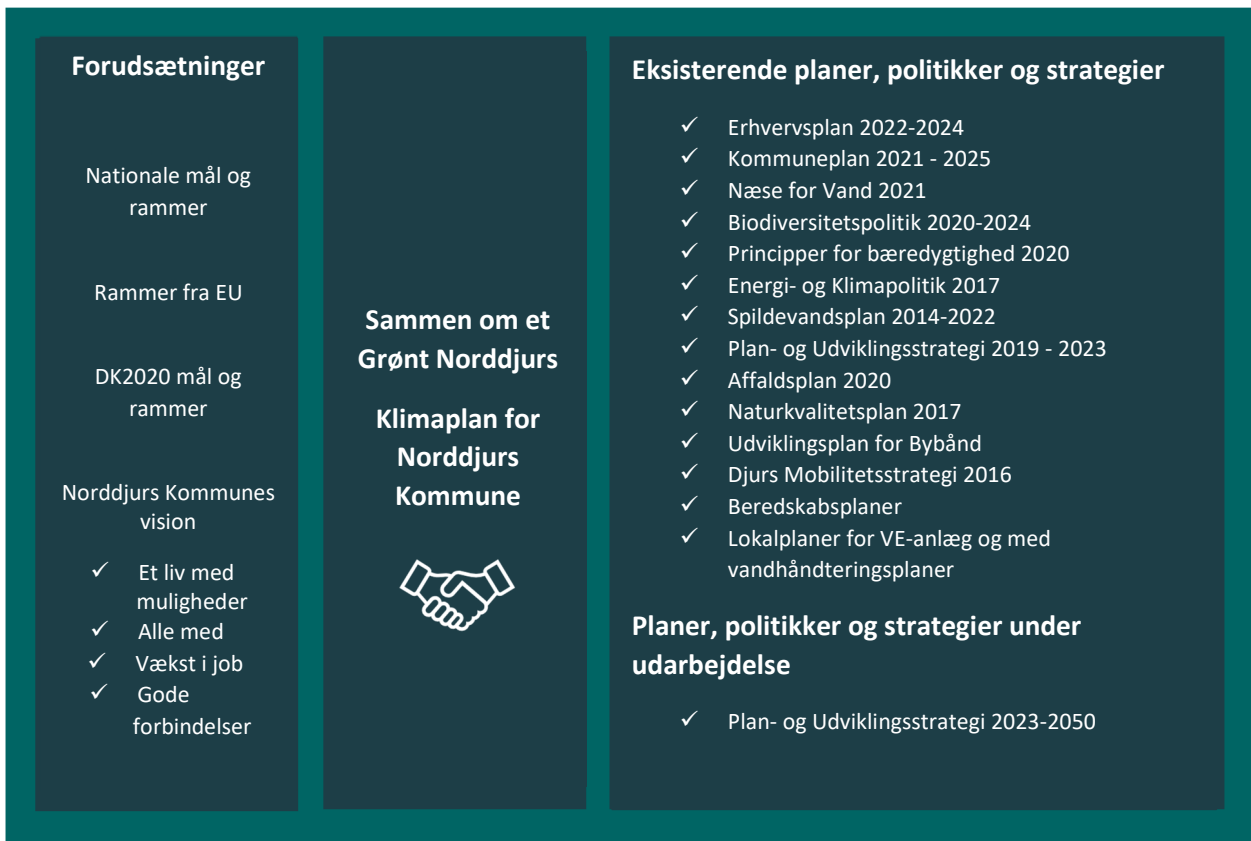 Forudsætninger
Nationale mål og
rammer
Rammer fra EU
DK2020 mål og
rammer
Norddjurs Kommunes
vision
✓ Et liv med
muligheder
✓ Alle med
✓ Vækst i job
✓ Gode
forbindelser
Sammen om et
Grønt Norddjurs
Klimaplan for
Norddjurs
Kommune
Eksisterende planer, politikker og strategier
✓ Erhvervsplan 2022-2024
✓ Kommuneplan 2021 - 2025
✓ Næse for Vand 2021
✓ Biodiversitetspolitik 2020-2024
✓ Principper for bæredygtighed 2020
✓ Energi- og Klimapolitik 2017
✓ Spildevandsplan 2014-2022
✓ Plan- og Udviklingsstrategi 2019 - 2023
✓ Affaldsplan 2020
✓ Naturkvalitetsplan 2017
✓ Udviklingsplan for Bybånd
✓ Djurs Mobilitetsstrategi 2016
✓ Beredskabsplaner
✓ Lokalplaner for VE-anlæg og med
vandhåndteringsplaner
Planer, politikker og strategier under
udarbejdelse
✓ Plan- og Udviklingsstrategi 2023-2050